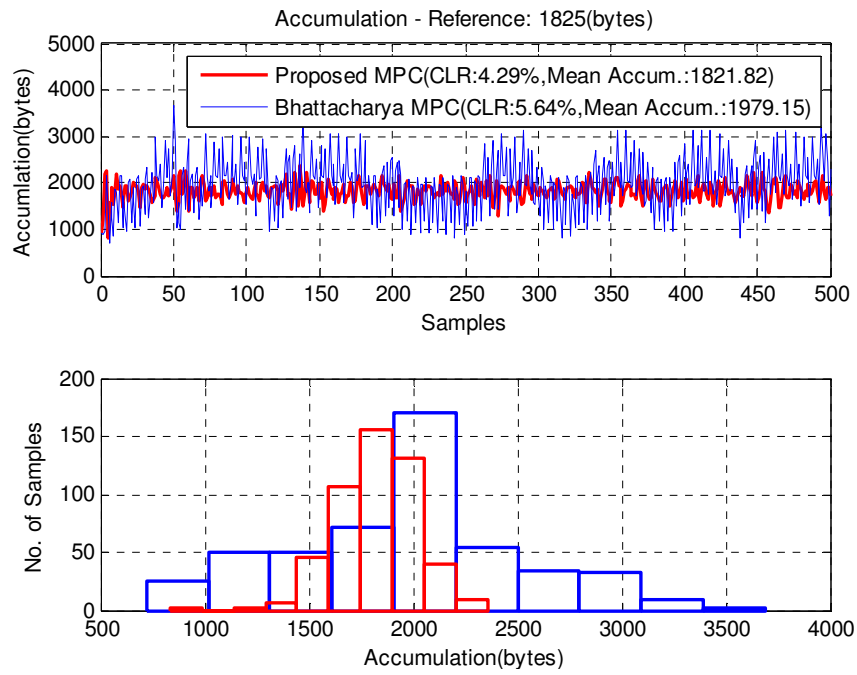 Accumulation - Reference: 1825(bytes)
5000
4000
3000
2000
1000
0
Accumlation(bytes)
Proposed MPC(CLR:4.29%,Mean Accum.:1821.82)
Bhattacharya MPC(CLR:5.64%,Mean Accum.:1979.15)
0 50 100 150 200 250 300 350 400 450 500
Samples
200
150
100
50
0
No. of Samples
500 1000 1500 2000 2500 3000 3500 4000
Accumulation(bytes)